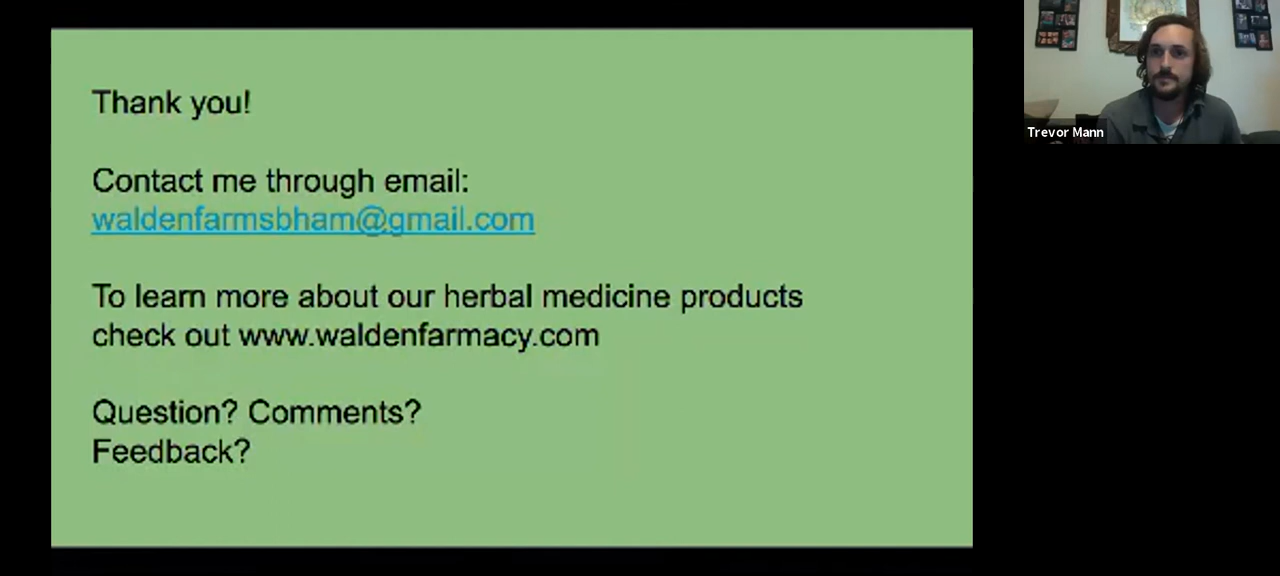 Thank you!
Contact me through email:
waldenfarmsbham@gmail.com
To learn more about our herbal medicine products
check out www.waldenfarmacy.com
Question? Comments?
Feedback?
Trevor Mann